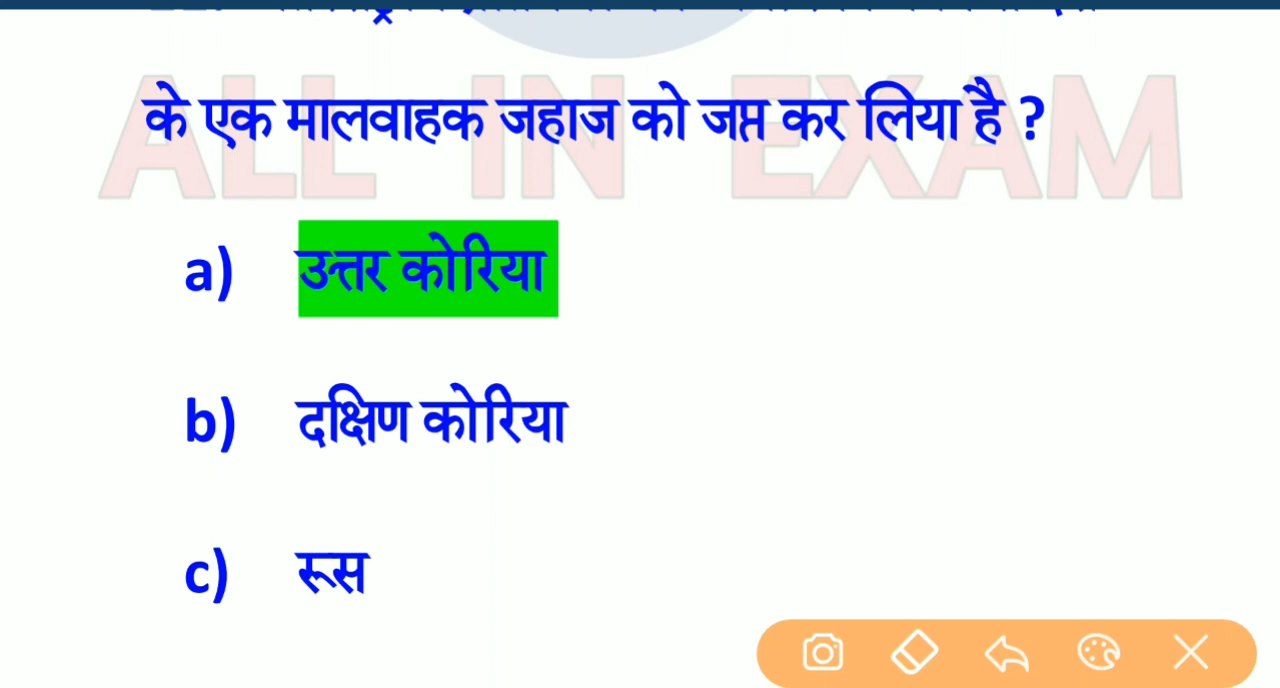 के एक मालवाहक जहाज को जप्त कर लिया है ?
ALL IN EXAM
a) उत्तर कोरिया
b) दक्षिण कोरिया
c) रूस